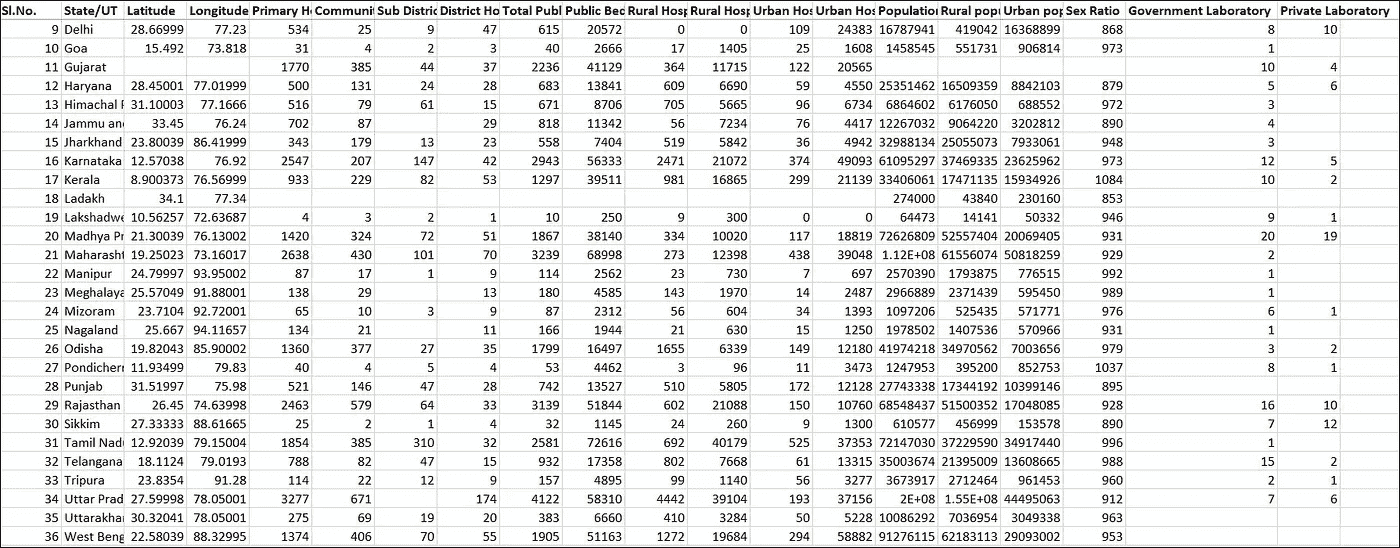 Sl.No. State/UT Latitude Longitude Primary H Communi Sub Distric District Ho Total Publ Public Bed Rural Hosp Rural Hosp Urban Hos Urban Hos Population Rural pop Urban pop Sex Ratio Government Laboratory Private Laboratory
9 Delhi 28.66999 77.23 534 25 9 47 615 20572 0 0 109 24383 16787941 419042 16368899 868 8 10
10 Goa 15.492 73.818 31 4 2 3 40 2666 17 1405 25 1608 1458545 551731 906814 973 1
11 Gujarat 1770 385 44 37 2236 41129 364 11715 122 20565 10 4
12 Haryana 28.45001 77.01999 500 131 24 28 683 13841 609 6690 59 4550 25351462 16509359 8842103 879 5 6
13 Himachal P 31.10003 77.1666 516 79 61 15 671 8706 705 5665 96 6734 6864602 6176050 688552 972 3
14 Jammu an 33.45 76.24 702 87 29 818 11342 56 7234 76 4417 12267032 9064220 3202812 890 4
15 Jharkhand 23.80039 86.41999 343 179 13 23 558 7404 519 5842 36 4942 32988134 25055073 7933061 948 3
16 Karnataka 12.57038 76.92 2547 207 147 42 2943 56333 2471 21072 374 49093 61095297 37469335 23625962 973 12 5
17 Kerala 8.900373 76.56999 933 229 82 53 1297 39511 981 16865 299 21139 33406061 17471135 15934926 1084 10 2
18 Ladakh 34.1 77.34 274000 43840 230160 853
19 Lakshadwe 10.56257 72.63687 4 3 2 1 10 250 9 300 0 0 64473 14141 50332 946 9 1
20 Madhya Pr 21.30039 76.13002 1420 324 72 51 1867 38140 334 10020 117 18819 72626809 52557404 20069405 931 20 19
21 Maharasht 19.25023 73.16017 2638 430 101 70 3239 68998 273 12398 438 39048 1.12E+08 61556074 50818259 929 2
22 Manipur 24.79997 93.95002 87 17 1 9 114 2562 23 730 7 697 2570390 1793875 776515 992 1
23 Meghalaya 25.57049 91.88001 138 29 13 180 4585 143 1970 14 2487 2966889 2371439 595450 989 1
24 Mizoram 23.7104 92.72001 65 10 3 9 87 2312 56 604 34 1393 1097206 525435 571771 976 6 1
25 Nagaland 25.667 94.11657 134 21 11 166 1944 21 630 15 1250 1978502 1407536 570966 931 1
26 Odisha 19.82043 85.90002 1360 377 27 35 1799 16497 1655 6339 149 12180 41974218 34970562 7003656 979 3 2
27 Pondicherr 11.93499 79.83 40 4 5 4 53 4462 3 96 11 3473 1247953 395200 852753 1037 8 1
28 Punjab 31.51997 75.98 521 146 47 28 742 13527 510 5805 172 12128 27743338 17344192 10399146 895
29 Rajasthan 26.45 74.63998 2463 579 64 33 3139 51844 602 21088 150 10760 68548437 51500352 17048085 928 16 10
30 Sikkim 27.33333 88.61665 25 2 1 4 32 1145 24 260 9 1300 610577 456999 153578 890 7 12
31 Tamil Nad 12.92039 79.15004 1854 385 310 32 2581 72616 692 40179 525 37353 72147030 37229590 34917440 996 1
32 Telangana 18.1124 79.0193 788 82 47 15 932 17358 802 7668 61 13315 35003674 21395009 13608665 988 15 2
33 Tripura 23.8354 91.28 114 22 12 9 157 4895 99 1140 56 3277 3673917 2712464 961453 960 2 1
34 Uttar Prad 27.59998 78.05001 3277 671 174 4122 58310 4442 39104 193 37156 2E+08 1.55E+08 44495063 912 7 6
35 Uttarakha 30.32041 78.05001 275 69 19 20 383 6660 410 3284 50 5228 10086292 7036954 3049338 963
36 West Beng 22.58039 88.32995 1374 406 70 55 1905 51163 1272 19684 294 58882 91276115 62183113 29093002 953